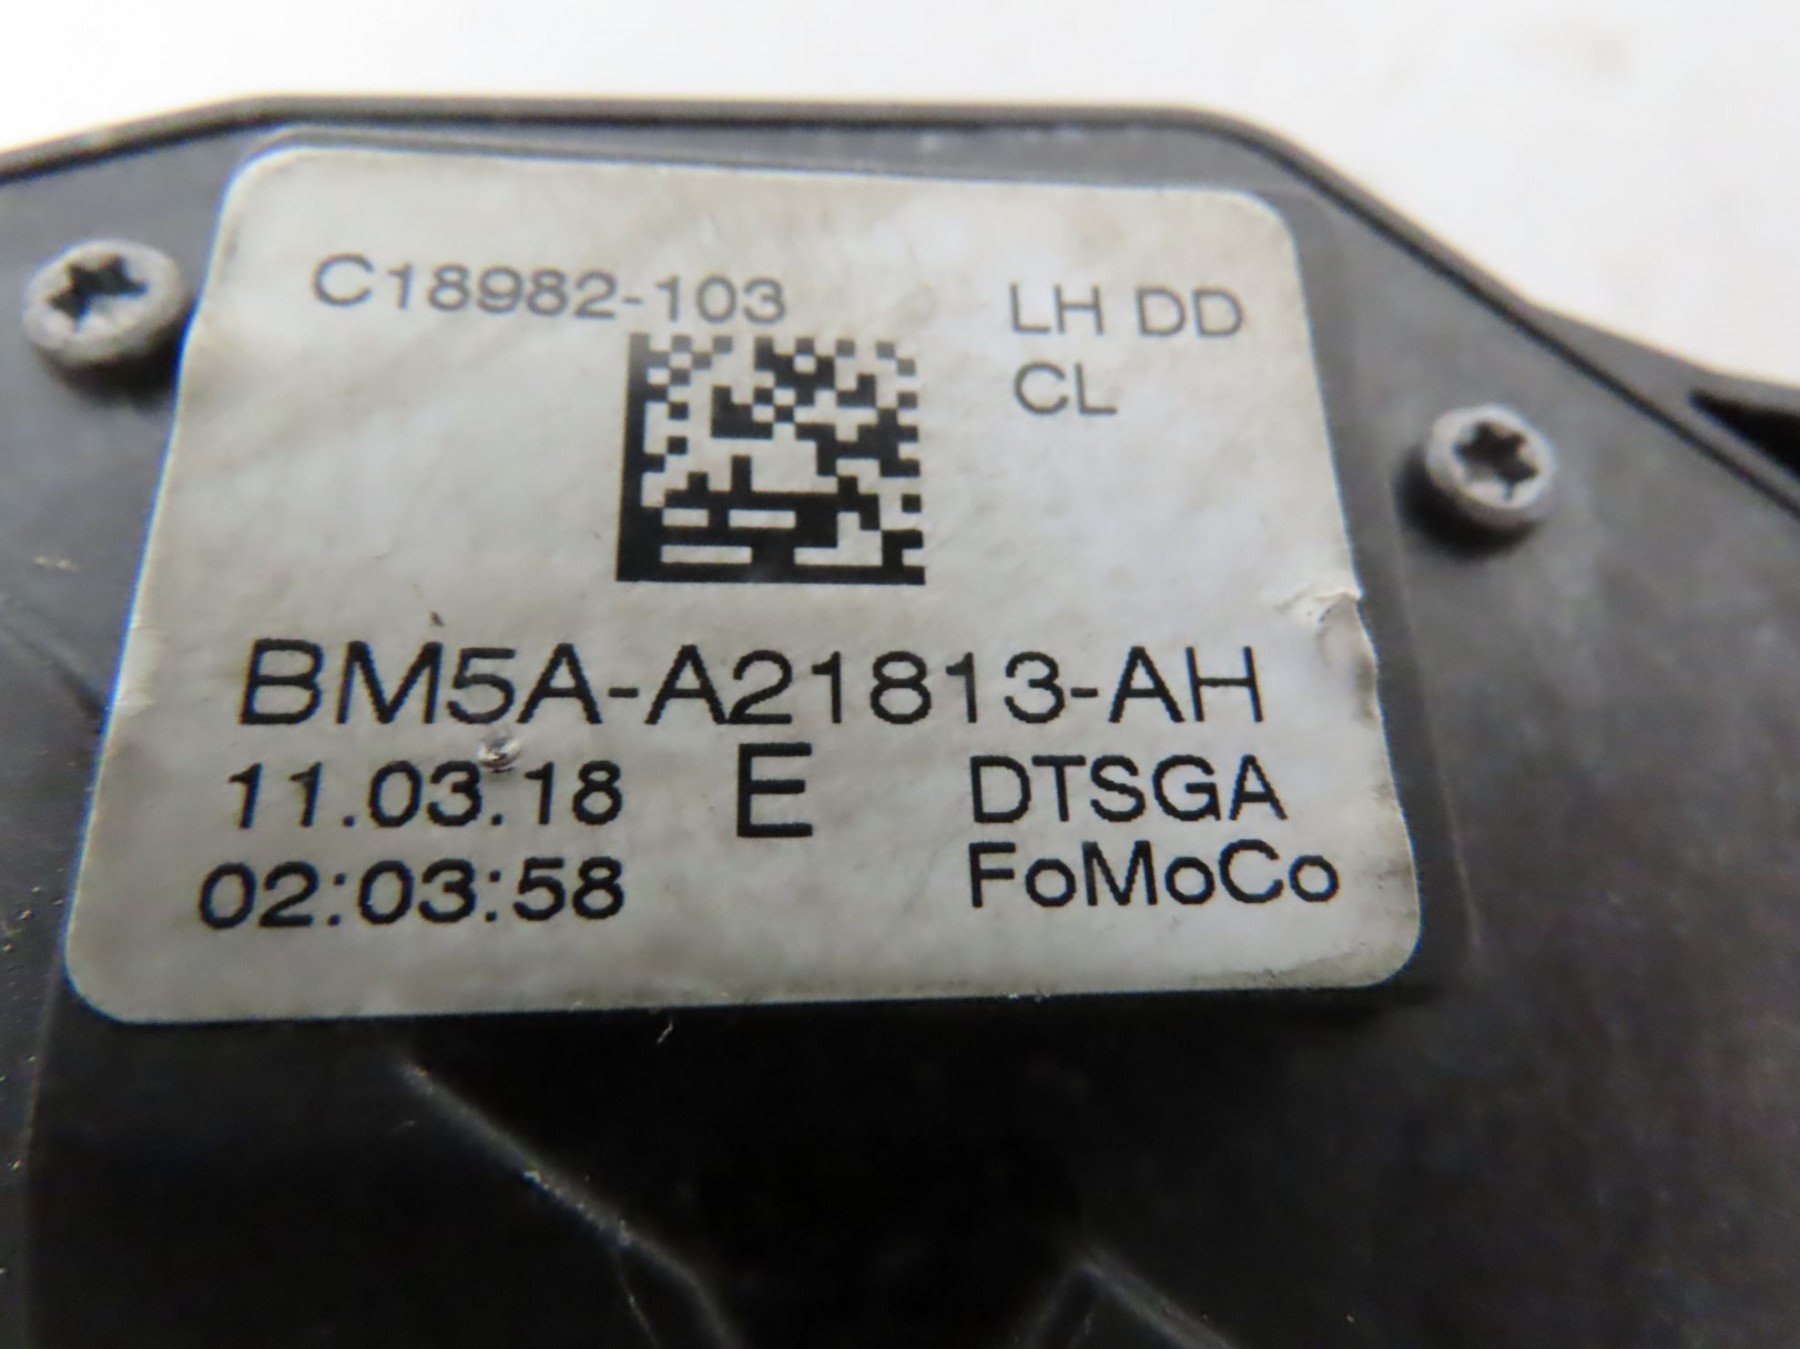 C18982-103 LH DD
CL
BM5A-A21813-AH
11.03.18 E DTSGA
02:03:58 FoMoCo